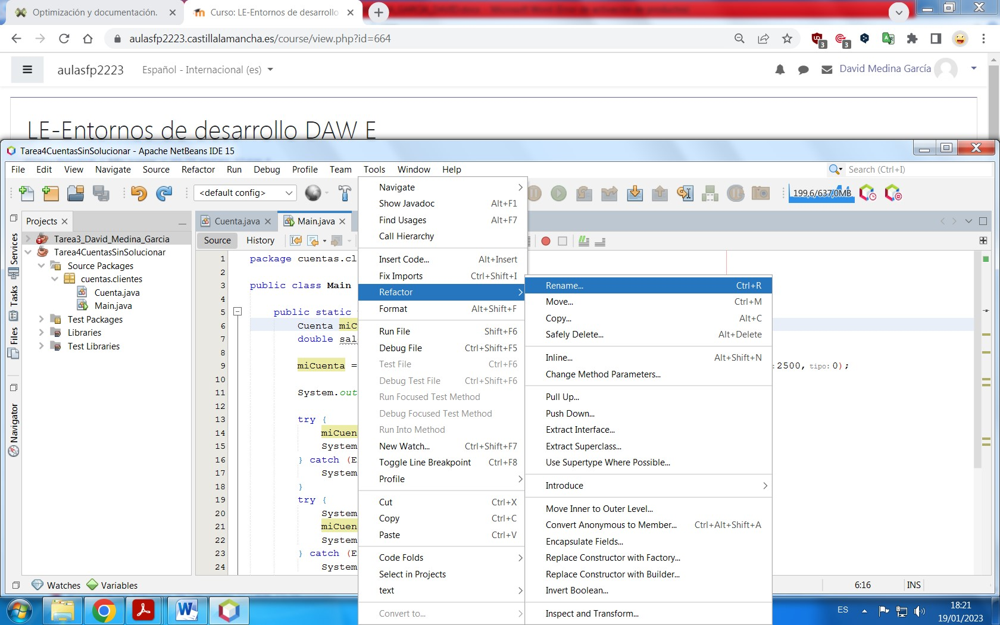 Optimización y documentación.
Curso: LE-Entornos de desarrollo
aulasfp2223.castillalamancha.es/course/view.php?id=664
3
3
aulasfp2223
Español - Internacional (es)
David Medina García
LE-Entornos de desarrollo DAW E
Tarea4CuentasSinSolucionar - Apache NetBeans IDE 15
File Edit View Navigate Source Refactor Run Debug Profile Team Tools Window Help
Search (Ctrl+I)
<default config>
199,6/637,0MB
Projects
Services
Tasks
Files
Navigator
Tarea3_David_Medina_Garcia
Tarea4CuentasSinSolucionar
Source Packages
cuentas.clientes
Cuenta.java
Main.java
Test Packages
Libraries
Test Libraries
Cuenta.java
Main.java
Source History
1 package cuentas.cl
2
3 public class Main
4
5 public static
6 Cuenta miC
7 double sal
8
9 miCuenta = :2500, tipo: 0);
10
11 System.out
12
13 try {
14 miCuen
15 System
16 } catch (E
17 System
18 }
19 try {
20 System
21 miCuen
22 System
23 } catch (E
24 System
Navigate
Show Javadoc Alt+F1
Find Usages Alt+F7
Call Hierarchy
Insert Code... Alt+Insert
Fix Imports Ctrl+Shift+I
Refactor
Format Alt+Shift+F
Run File Shift+F6
Debug File Ctrl+Shift+F5
Test File Ctrl+F6
Debug Test File Ctrl+Shift+F6
Run Focused Test Method
Debug Focused Test Method
Run Into Method
New Watch... Ctrl+Shift+F7
Toggle Line Breakpoint Ctrl+F8
Profile
Cut Ctrl+X
Copy Ctrl+C
Paste Ctrl+V
Code Folds
Select in Projects
text
Convert to...
Rename... Ctrl+R
Move... Ctrl+M
Copy... Alt+C
Safely Delete... Alt+Delete
Inline... Alt+Shift+N
Change Method Parameters...
Pull Up...
Push Down...
Extract Interface...
Extract Superclass...
Use Supertype Where Possible...
Introduce
Move Inner to Outer Level...
Convert Anonymous to Member... Ctrl+Alt+Shift+A
Encapsulate Fields...
Replace Constructor with Factory...
Replace Constructor with Builder...
Invert Boolean...
Inspect and Transform...
Watches
Variables
6:16
INS
ES
18:21
19/01/2023